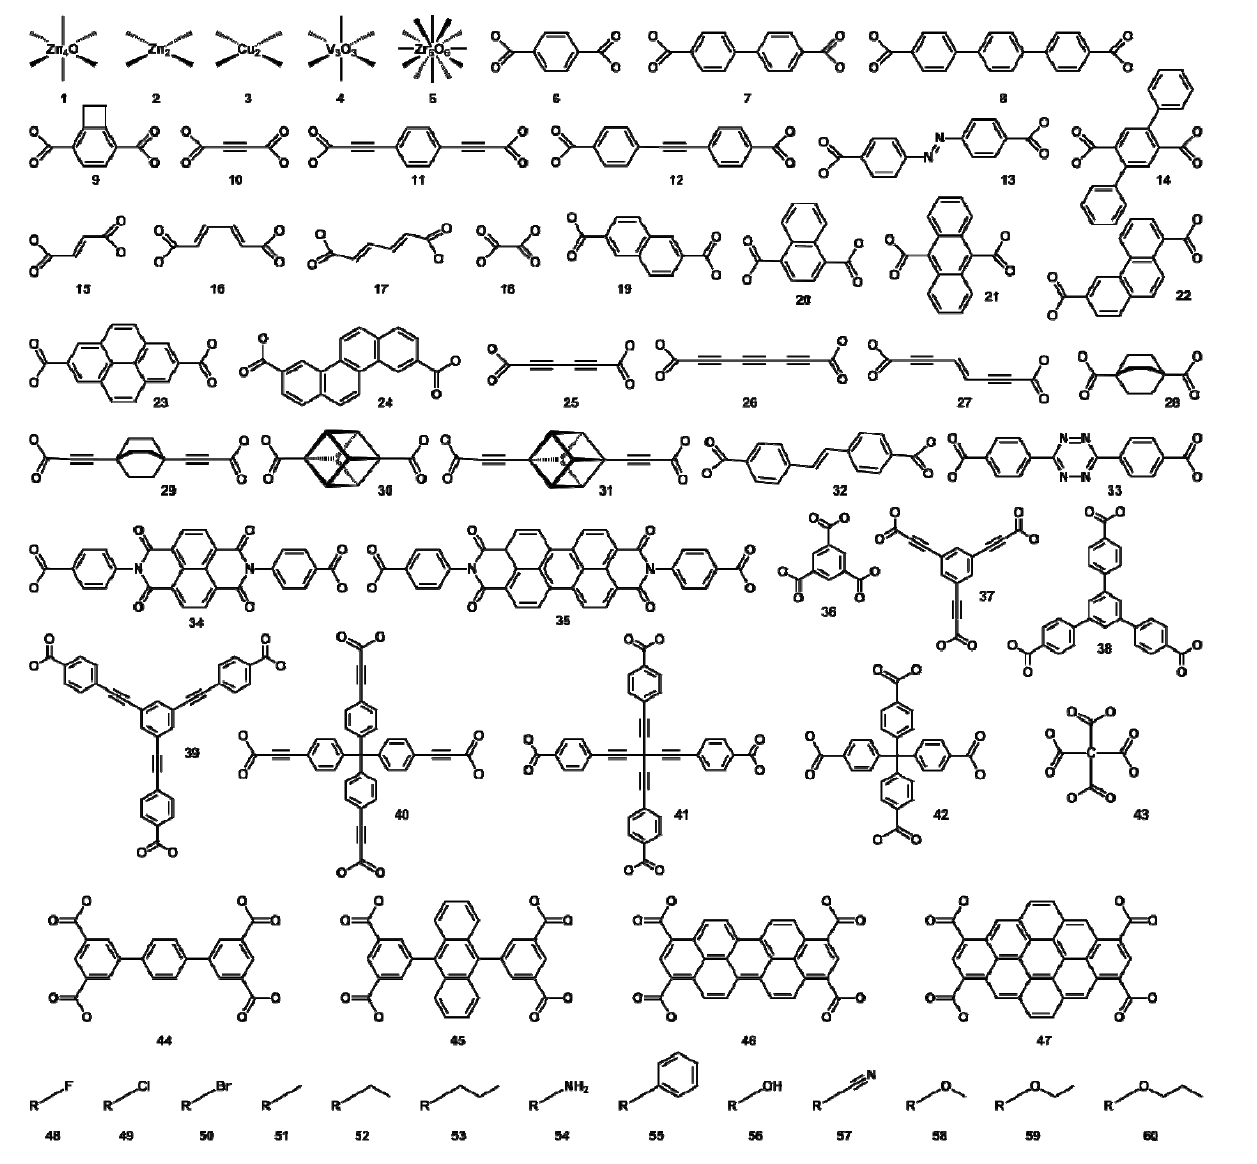 Zn₄O Zn₂ Cu₂ V₃O₃ Zr₆O₆ O O O O O O O O O O O O
1 2 3 4 5 6 7 8
O O O O O O O O O O O O O O O O O O N N O O O O O O
9 10 11 12 13 14
O O O O O O O O O O O O O O O O O O O O O O O O O O O O O O O O
15 16 17 18 19 20 21 22
O O O O O O O O O O O O O O O O O O O O O O O O
23 24 25 26 27 28
O O O O O O O O O O O O O O O O O O N N N N O O
29 30 31 32 33
O O O O N N O O O O O O O O N N O O O O
34 35
O O O O O O
36
O O O O O O
37
O O O O O O
38
O O O O O O
39
O O O O O O O O
40
O O O O O O O O
41
O O O O O O O O
42
O O O O C O O O O
43
O O O O O O O O O O O O O O O O
O O O O O O O O O O O O O O O O
44 45 46 47
R F R Cl R Br R R R R NH₂ R R OH R N R O R O R O
48 49 50 51 52 53 54 55 56 57 58 59 60